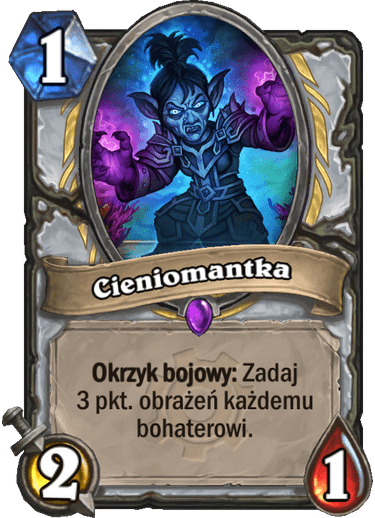 1
Cieniomantka
Okrzyk bojowy: Zadaj
3 pkt. obrażeń każdemu
bohaterowi.
2
1